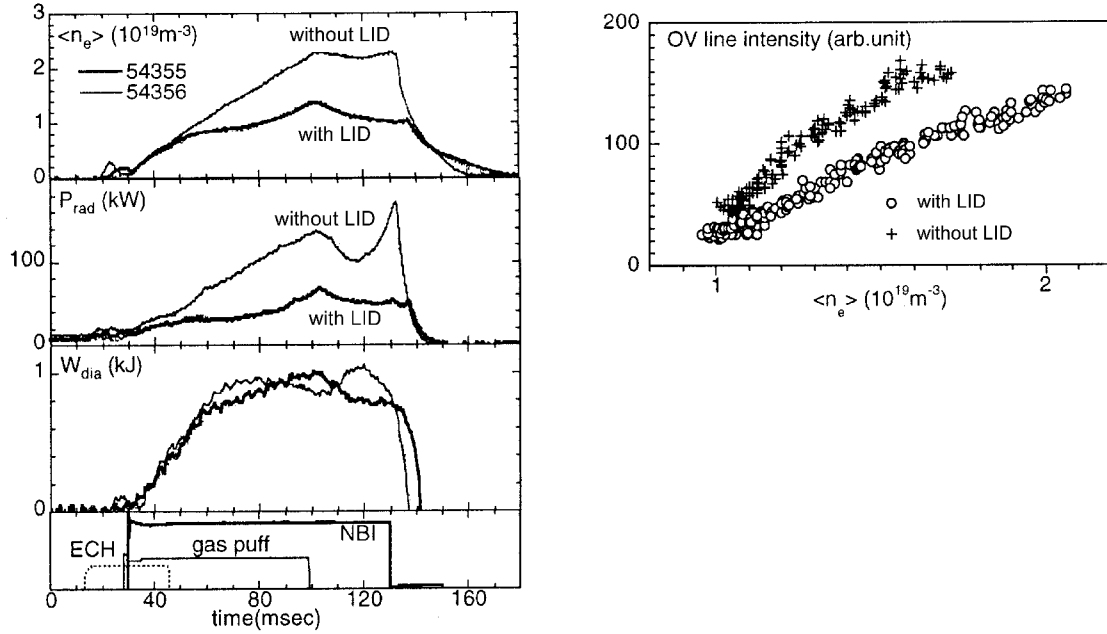 3
<nₑ> (10¹⁹m⁻³)
without LID
54355
2
54356
1
with LID
0
P_rad (kW)
without LID
100
with LID
0
W_dia (kJ)
1
0
NBI
ECH
gas puff
0 40 80 120 160
time(msec)
200
OV line intensity (arb.unit)
100
with LID
without LID
0
1 2
<nₑ> (10¹⁹m⁻³)